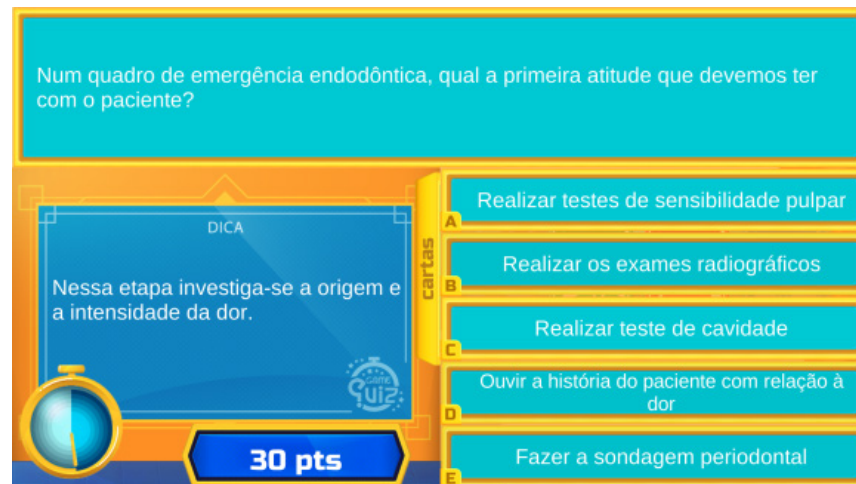 Num quadro de emergência endodôntica, qual a primeira atitude que devemos ter
com o paciente?
DICA
Nessa etapa investiga-se a origem e
a intensidade da dor.
GAME
QUIZ
30 pts
cartas
A
Realizar testes de sensibilidade pulpar
B
Realizar os exames radiográficos
C
Realizar teste de cavidade
D
Ouvir a história do paciente com relação à
dor
E
Fazer a sondagem periodontal